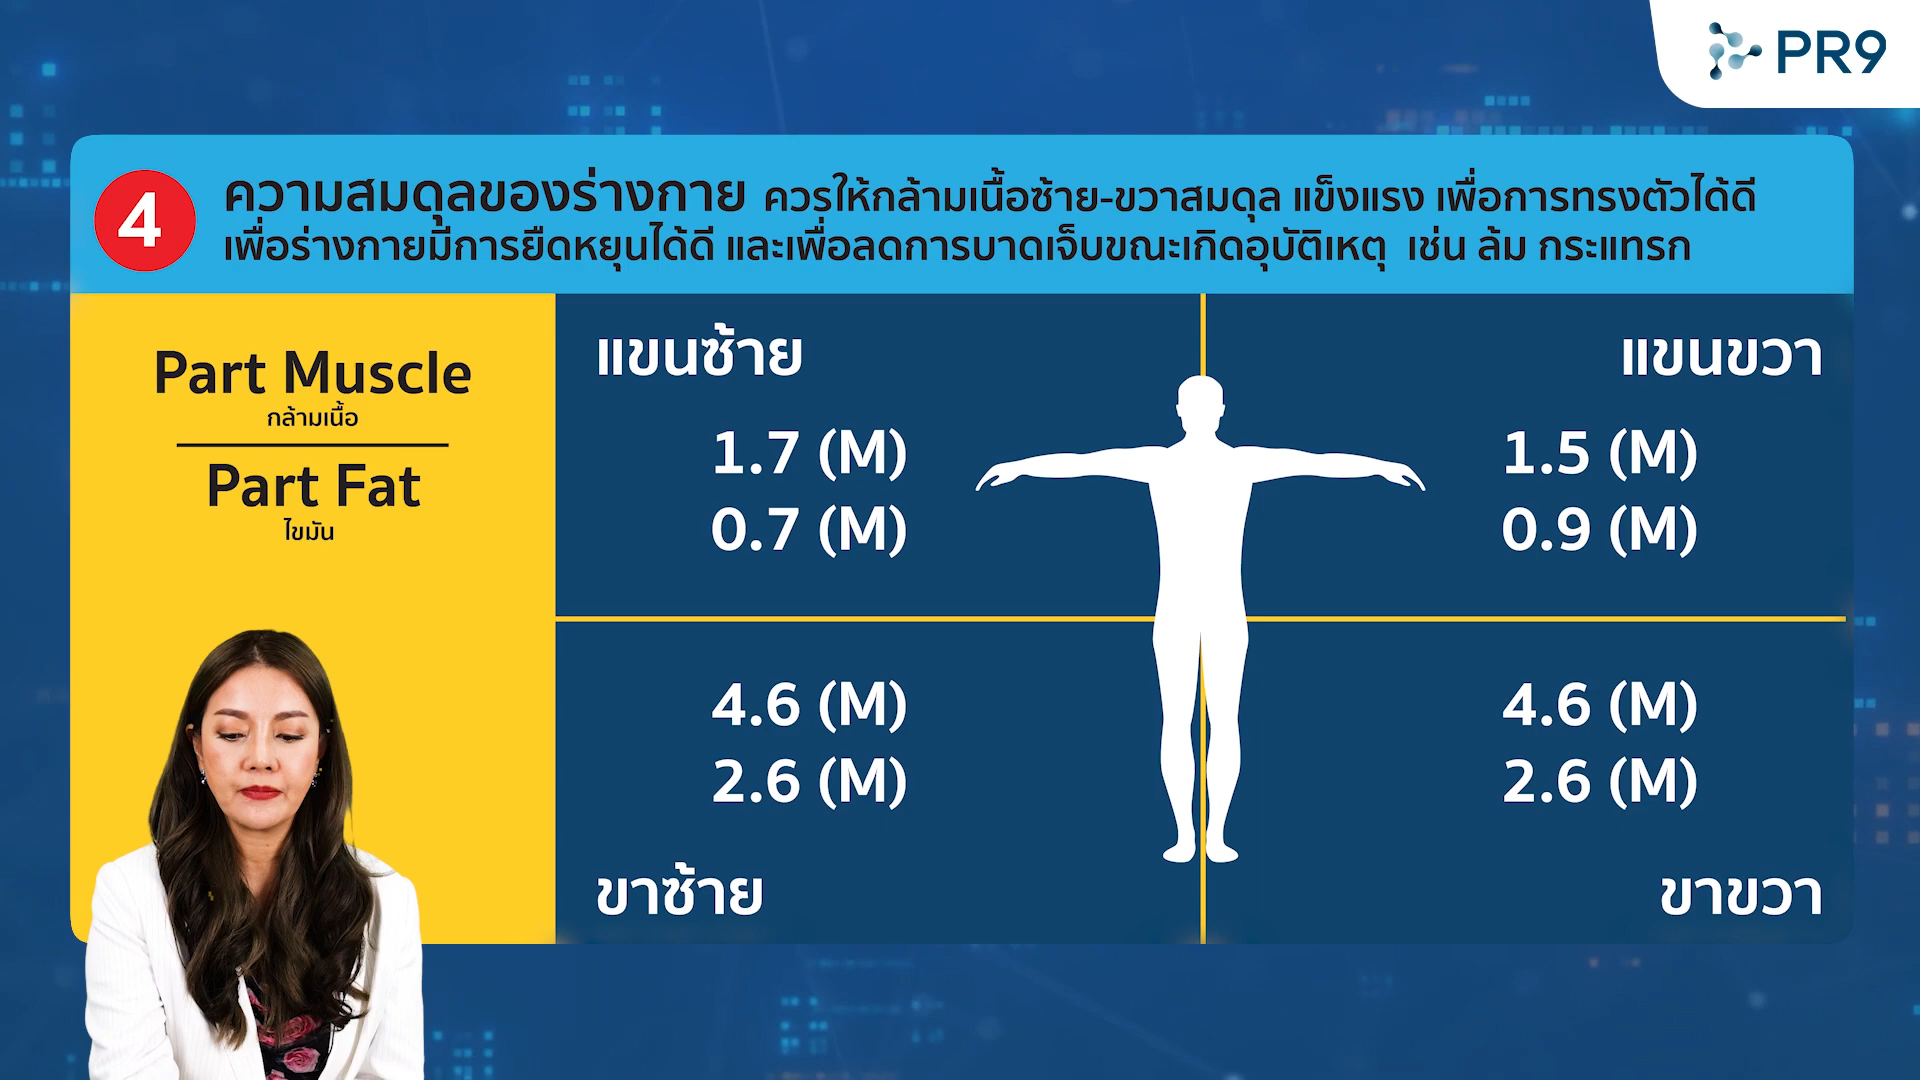 PR9
4
ความสมดุลของร่างกาย ควรให้กล้ามเนื้อซ้าย-ขวาสมดุล แข็งแรง เพื่อการทรงตัวได้ดี
เพื่อร่างกายมีการยืดหยุนได้ดี และเพื่อลดการบาดเจ็บขณะเกิดอุบัติเหตุ เช่น ล้ม กระแทรก
Part Muscle
กล้ามเนื้อ
Part Fat
ไขมัน
แขนซ้าย
1.7 (M)
0.7 (M)
แขนขวา
1.5 (M)
0.9 (M)
4.6 (M)
2.6 (M)
ขาซ้าย
4.6 (M)
2.6 (M)
ขาขวา